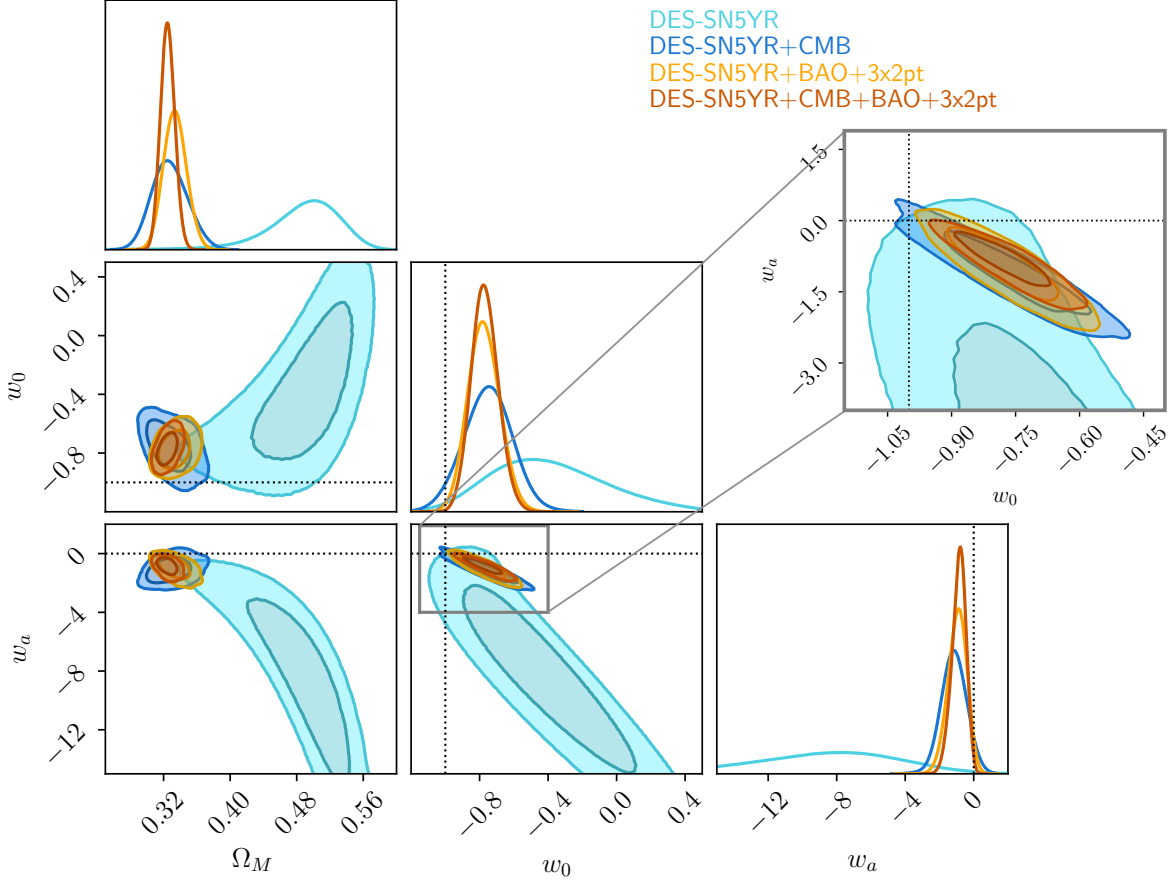 DES-SN5YR
DES-SN5YR+CMB
DES-SN5YR+BAO+3x2pt
DES-SN5YR+CMB+BAO+3x2pt
1.5
0.0
−1.5
−3.0
w_a
−1.05
−0.90
−0.75
−0.60
−0.45
w_0
0.4
0.0
−0.4
−0.8
w_0
0
−4
−8
−12
w_a
0.32
0.40
0.48
0.56
Ω_M
−0.8
−0.4
0.0
0.4
w_0
−12
−8
−4
0
w_a